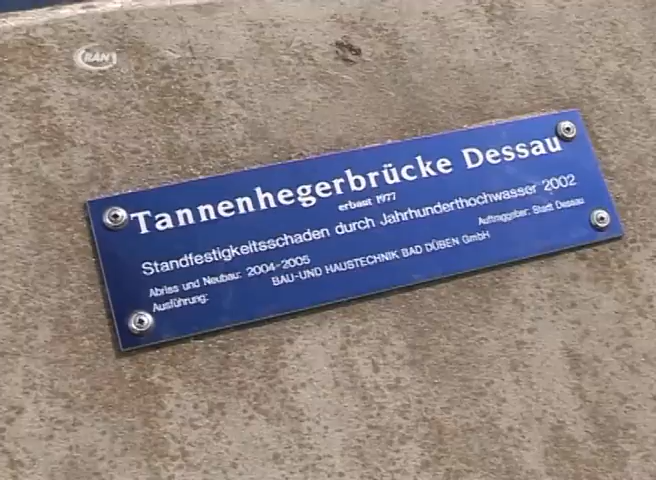 RAN1
Tannenhegerbrücke Dessau
erbaut 1977
Standfestigkeitsschaden durch Jahrhunderthochwasser 2002
Abriss und Neubau: 2004-2005 Auftraggeber: Stadt Dessau
Ausführung: BAU-UND HAUSTECHNIK BAD DÜBEN GmbH